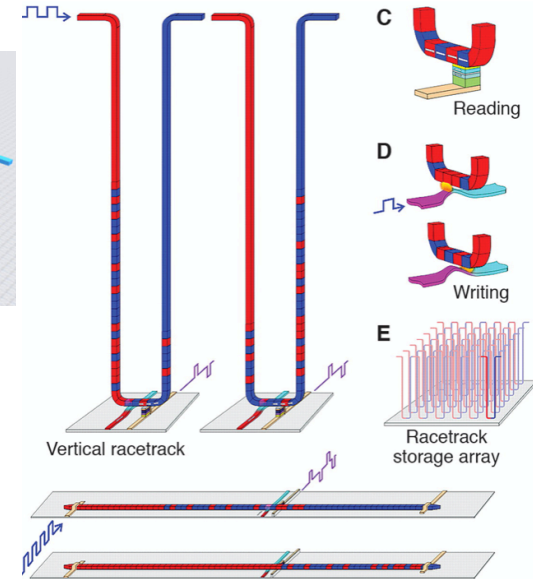 C
Reading
D
Writing
E
Racetrack
storage array
Vertical racetrack